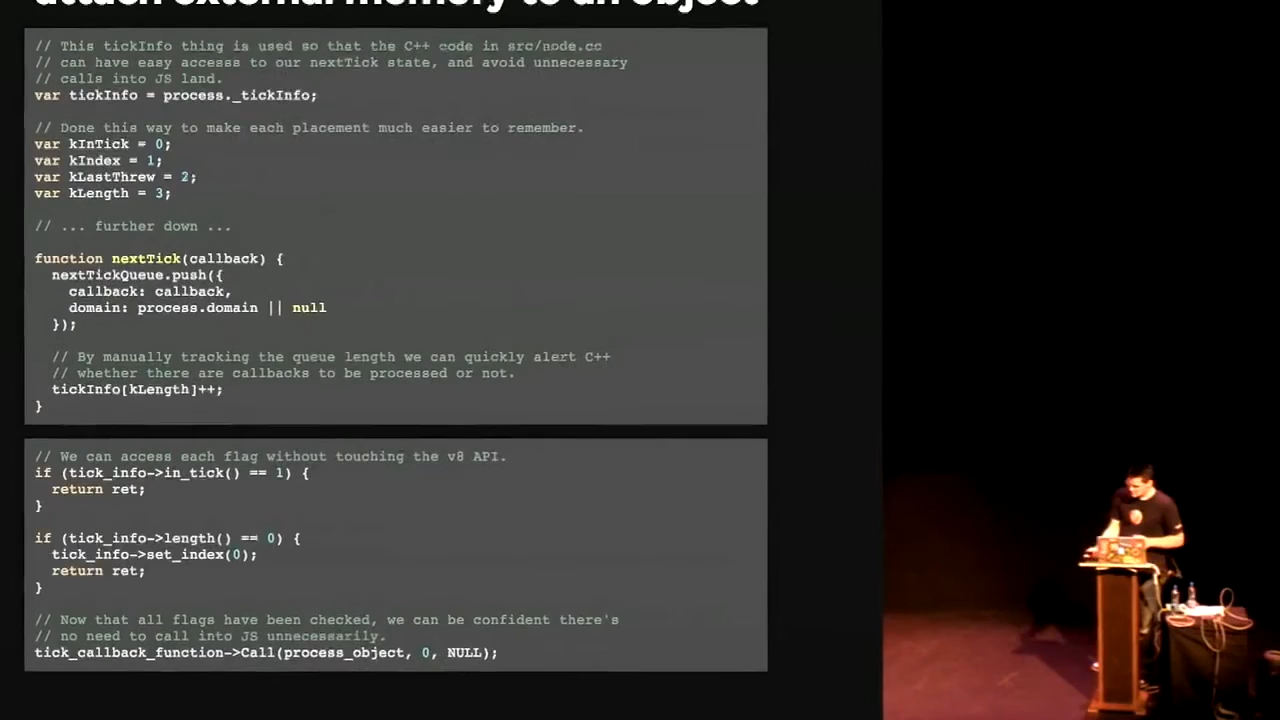 attach external memory to an object
// This tickInfo thing is used so that the C++ code in src/node.cc
// can have easy accesss to our nextTick state, and avoid unnecessary
// calls into JS land.
var tickInfo = process._tickInfo;
// Done this way to make each placement much easier to remember.
var kInTick = 0;
var kIndex = 1;
var kLastThrew = 2;
var kLength = 3;
// ... further down ...
function nextTick(callback) {
nextTickQueue.push({
callback: callback,
domain: process.domain || null
});
// By manually tracking the queue length we can quickly alert C++
// whether there are callbacks to be processed or not.
tickInfo[kLength]++;
}
// We can access each flag without touching the v8 API.
if (tick_info->in_tick() == 1) {
return ret;
}
if (tick_info->length() == 0) {
tick_info->set_index(0);
return ret;
}
// Now that all flags have been checked, we can be confident there's
// no need to call into JS unnecessarily.
tick_callback_function->Call(process_object, 0, NULL);